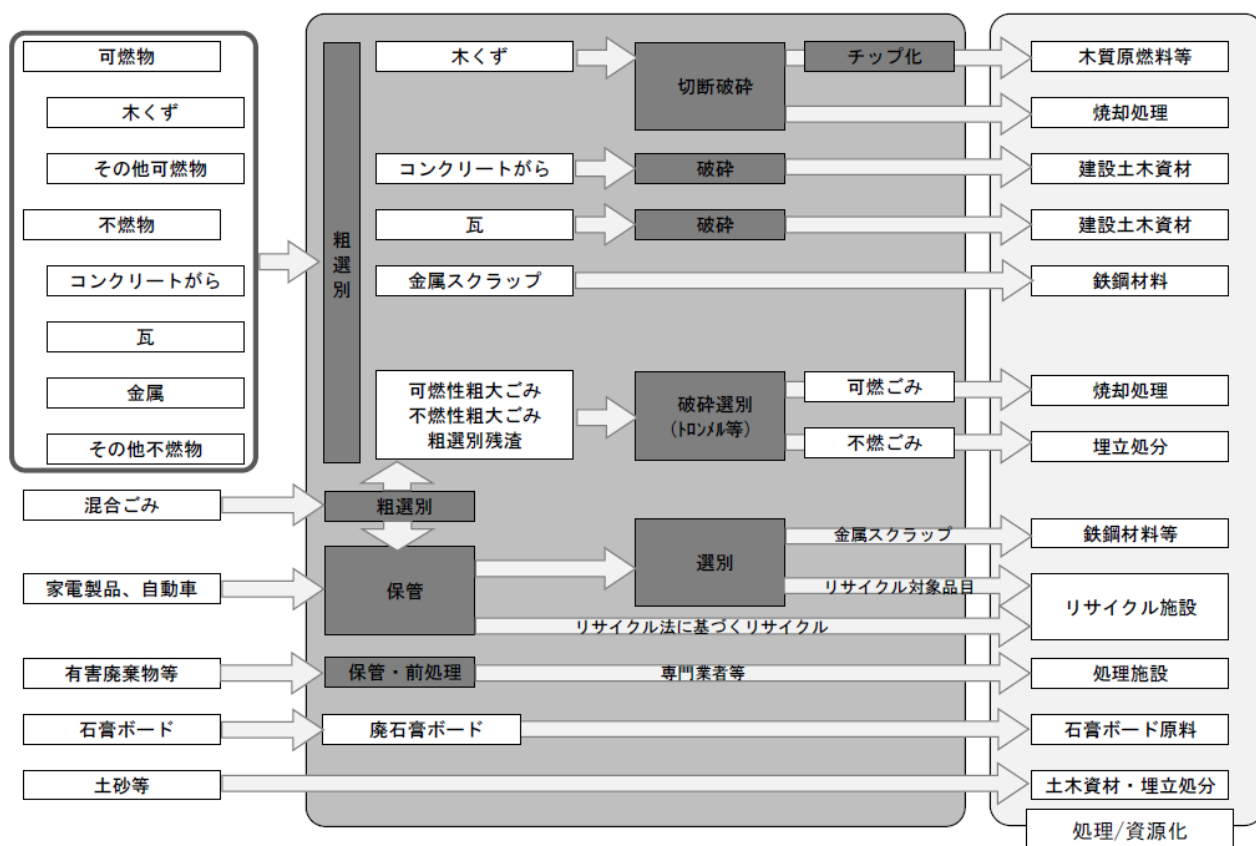 可燃物
木くず
その他可燃物
不燃物
コンクリートがら
瓦
金属
その他不燃物
混合ごみ
家電製品、自動車
有害廃棄物等
石膏ボード
土砂等
粗選別
木くず
切断破砕
チップ化
木質原燃料等
焼却処理
コンクリートがら
破砕
建設土木資材
瓦
破砕
建設土木資材
金属スクラップ
鉄鋼材料
可燃性粗大ごみ
不燃性粗大ごみ
粗選別残渣
破砕選別
(ﾄﾛﾝﾒﾙ等)
可燃ごみ
焼却処理
不燃ごみ
埋立処分
粗選別
保管
選別
金属スクラップ
鉄鋼材料等
リサイクル対象品目
リサイクル施設
リサイクル法に基づくリサイクル
保管・前処理
専門業者等
処理施設
廃石膏ボード
石膏ボード原料
土木資材・埋立処分
処理/資源化